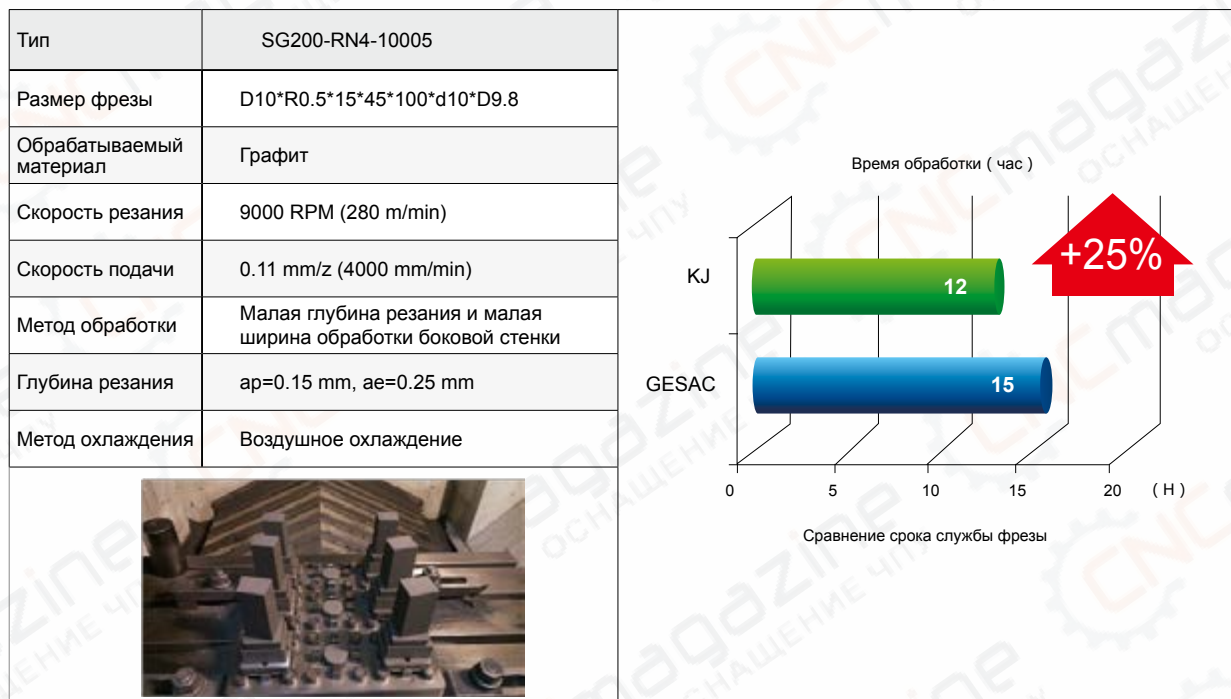 Тип
SG200-RN4-10005
Размер фрезы
D10*R0.5*15*45*100*d10*D9.8
Обрабатываемый
материал
Графит
Скорость резания
9000 RPM (280 m/min)
Скорость подачи
0.11 mm/z (4000 mm/min)
Метод обработки
Малая глубина резания и малая
ширина обработки боковой стенки
Глубина резания
ap=0.15 mm, ae=0.25 mm
Метод охлаждения
Воздушное охлаждение
Время обработки ( час )
+25%
KJ
12
GESAC
15
0 5 10 15 20 ( H )
Сравнение срока службы фрезы
CNCmagazine
ОСНАЩЕНИЕ ЧПУ